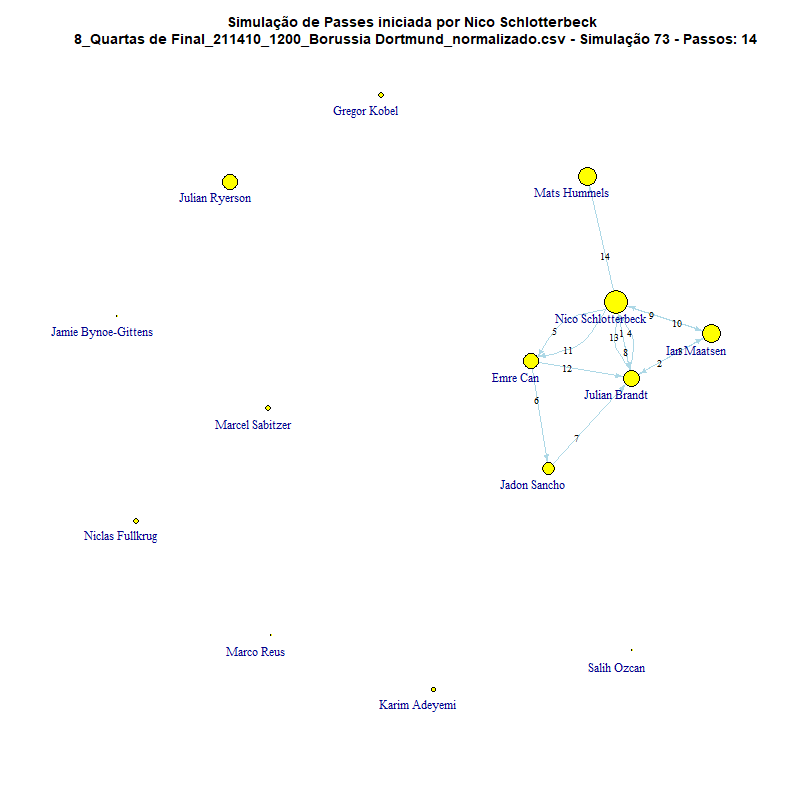 Simulação de Passes iniciada por Nico Schlotterbeck
8_Quartas de Final_211410_1200_Borussia Dortmund_normalizado.csv - Simulação 73 - Passos: 14
Gregor Kobel
Julian Ryerson
Mats Hummels
14
Jamie Bynoe-Gittens
Nico Schlotterbeck
9
10
5
13
1
4
Ian Maatsen
11
8
2
12
Emre Can
Julian Brandt
6
Marcel Sabitzer
7
Jadon Sancho
Niclas Fullkrug
Marco Reus
Salih Ozcan
Karim Adeyemi